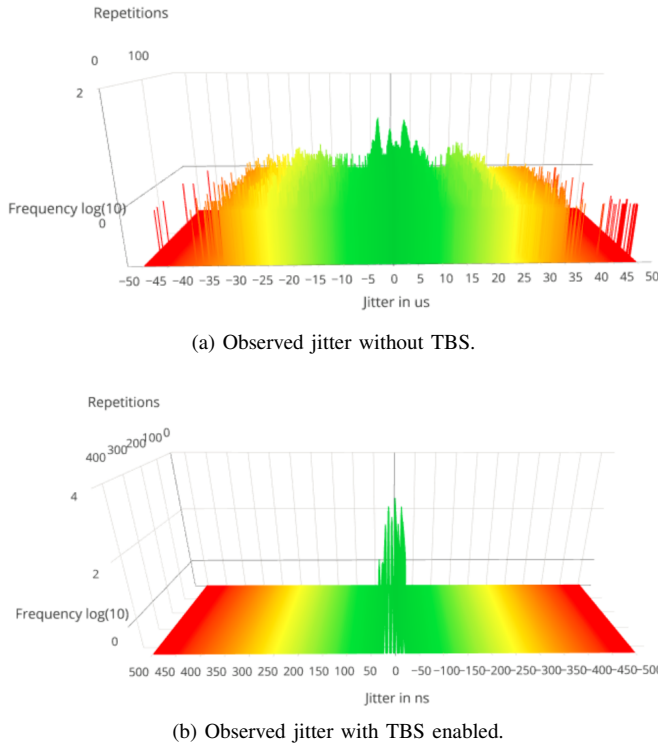 Repetitions
0 100
2
Frequency log(10)
0
−50 −45 −40 −35 −30 −25 −20 −15 −10 −5 0 5 10 15 20 25 30 35 40 45 50
Jitter in us
(a) Observed jitter without TBS.
Repetitions
400 300 200 100 0
4
2
Frequency log(10)
0
500 450 400 350 300 250 200 150 100 50 0 −50 −100 −150 −200 −250 −300 −350 −400 −450 −500
Jitter in ns
(b) Observed jitter with TBS enabled.